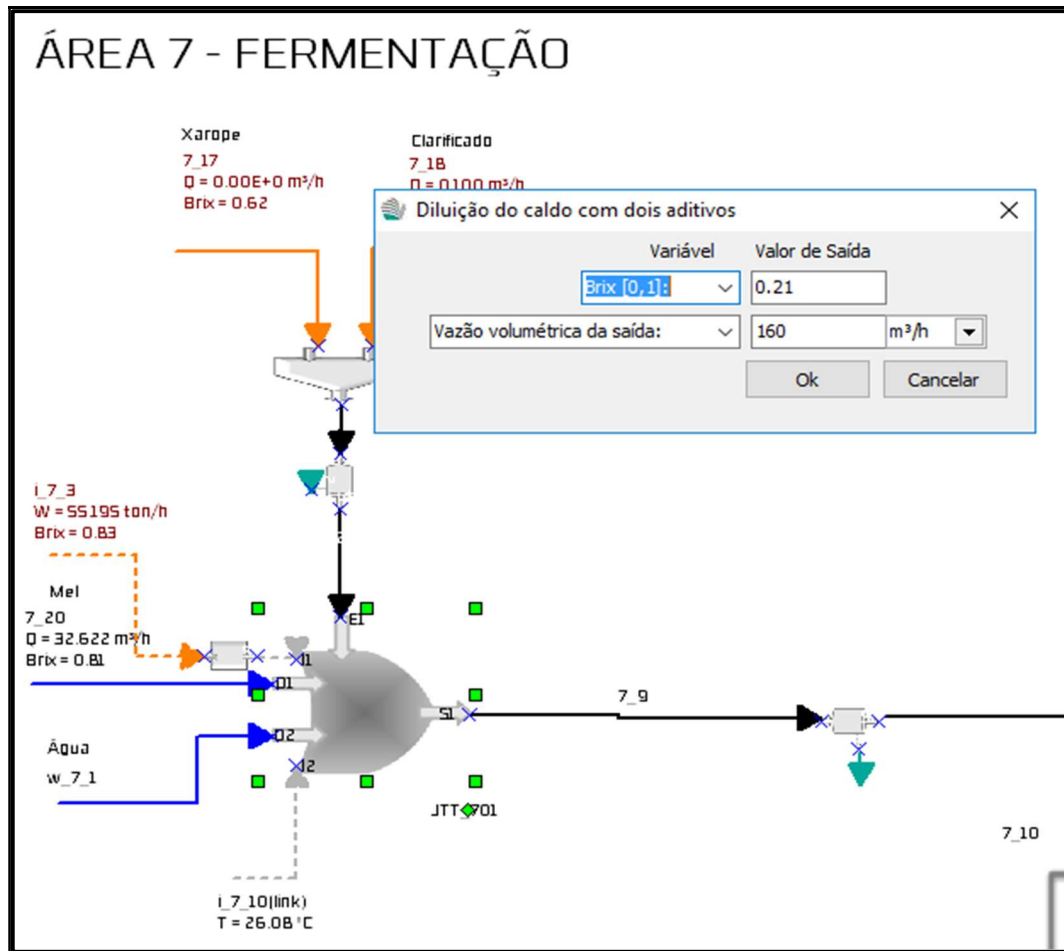 ÁREA 7 - FERMENTAÇÃO
Xarope
7_17
Q = 0.00E+0 m³/h
Brix = 0.62
Clarificado
7_18
Q = 0.100 m³/h
Diluição do caldo com dois aditivos
Variável Valor de Saída
Brix [0,1]: 0.21
Vazão volumétrica da saída: 160 m³/h
Ok Cancelar
i_7_3
W = 55195 ton/h
Brix = 0.83
Mel
7_20
Q = 32.622 m³/h
Brix = 0.81
E1
I1
D1
S1
7_9
D2
Água
w_7_1
I2
JTT_701
7_10
i_7_10(link)
T = 26.08 °C